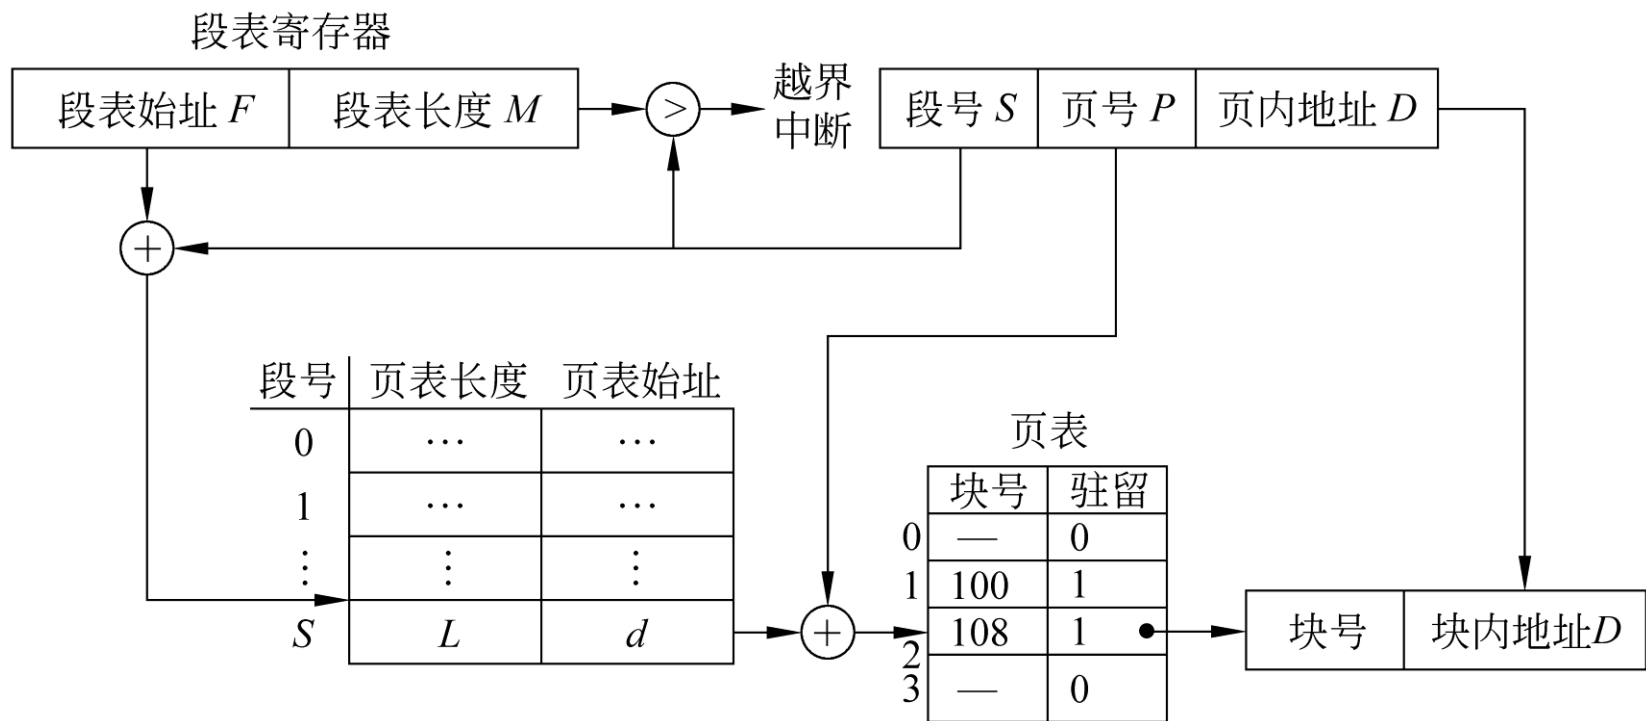 段表寄存器
段表始址 F 段表长度 M > 越界 段号 S 页号 P 页内地址 D
中断
+
段号 页表长度 页表始址
0 … …
1 … …
⋮ ⋮ ⋮
S L d +
页表
块号 驻留
0 — 0
1 100 1
2 108 1
3 — 0
块号 块内地址D